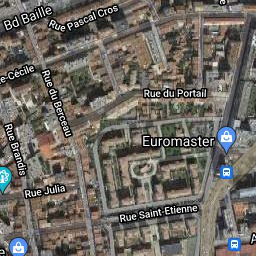 Bd Baille
Rue Pascal Cros
e-Cécile
Rue du Portail
Rue du Berceau
Rue Brandis
Euromaster
Rue Julia
Rue Saint-Etienne
A
e